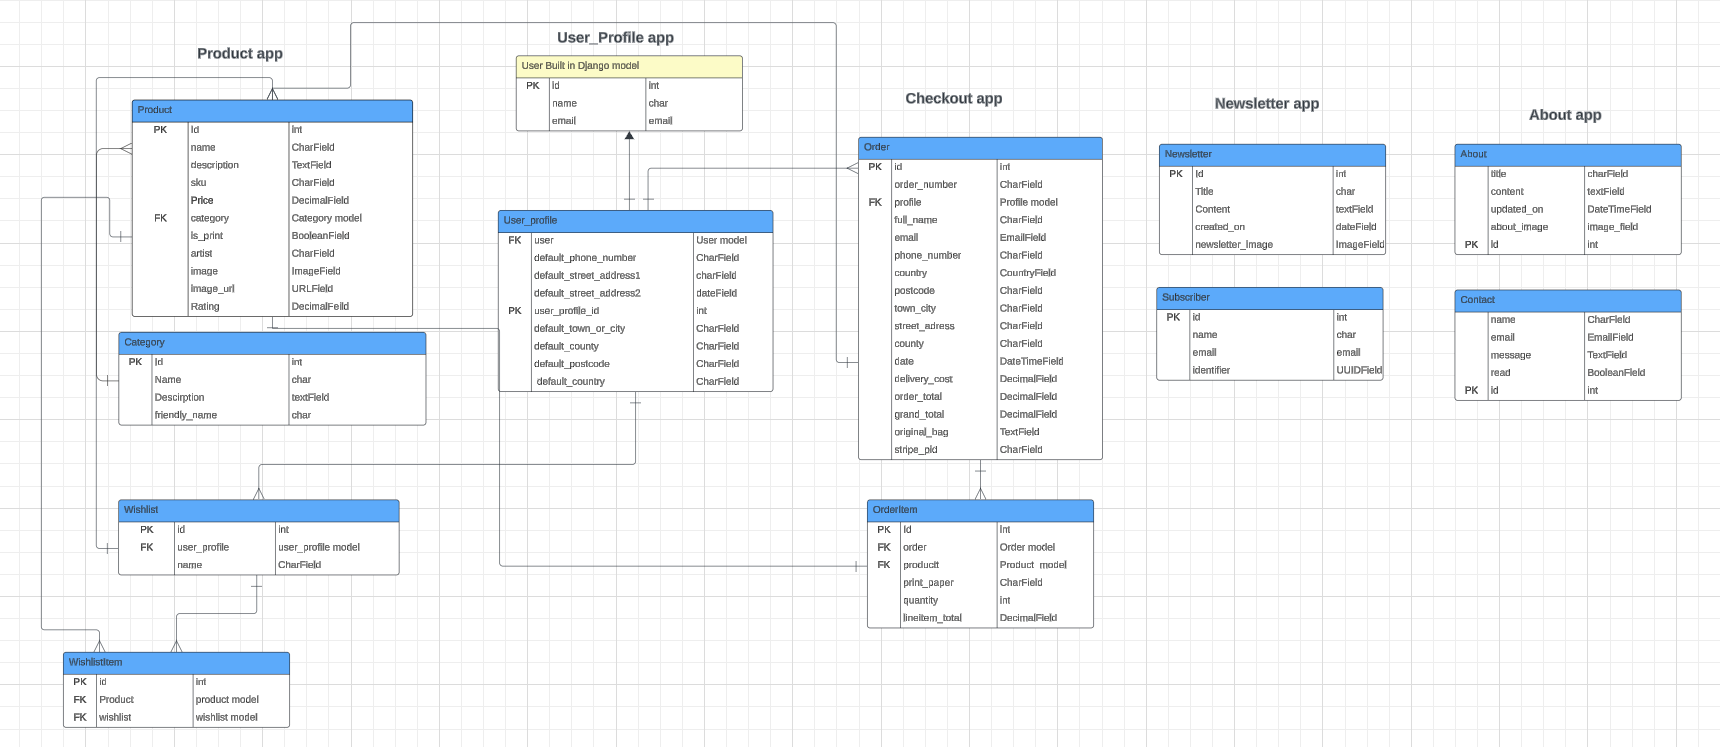 Product app
Product
PK Id int
name CharField
description TextField
sku CharField
Price DecimalField
FK category Category model
is_print BooleanField
artist CharField
image ImageField
image_url URLField
Rating DecimalFeild
Category
PK Id int
Name char
Descirption textField
friendly_name char
Wishlist
PK id int
FK user_profile user_profile model
name CharField
WishlistItem
PK id int
FK Product product model
FK wishlist wishlist model
User_Profile app
User Built in Django model
PK Id int
name char
email email
User_profile
FK user User model
default_phone_number CharField
default_street_address1 charField
default_street_address2 dateField
PK user_profile_id int
default_town_or_city CharField
default_county CharField
default_postcode CharField
default_country CharField
Checkout app
Order
PK id int
order_number CharField
FK profile Profile model
full_name CharField
email EmailField
phone_number CharField
country CountryField
postcode CharField
town_city CharField
street_adress CharField
county CharField
date DateTimeField
delivery_cost DecimalField
order_total DecimalField
grand_total DecimalField
original_bag TextField
stripe_pid CharField
OrderItem
PK Id int
FK order Order model
FK productt Product model
print_paper CharField
quantity int
lineitem_total DecimalField
Newsletter app
Newsletter
PK Id int
Title char
Content textField
created_on dateField
newsletter_image ImageField
Subscriber
PK id int
name char
email email
identifier UUIDField
About app
About
title charField
content textField
updated_on DateTimeField
about_image image_field
PK id int
Contact
name CharField
email EmailField
message TextField
read BooleanField
PK id int